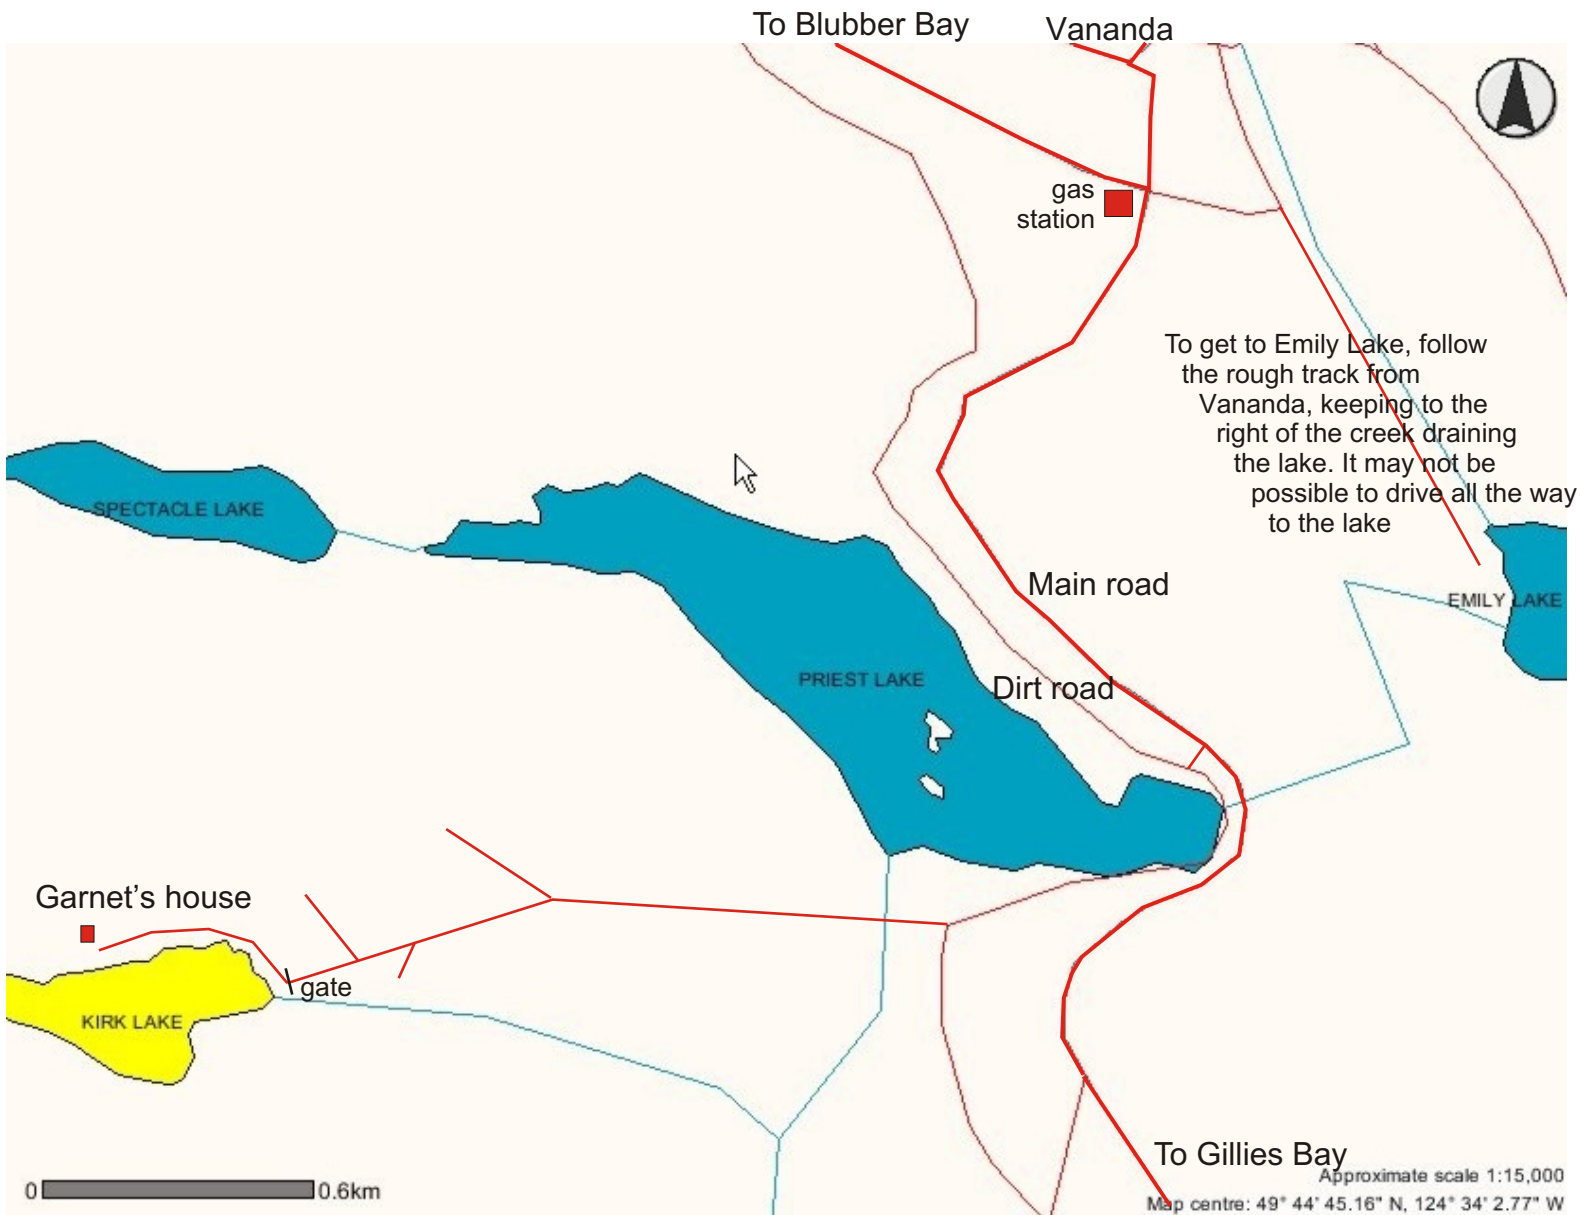 To Blubber Bay
Vananda
gas
station
To get to Emily Lake, follow
the rough track from
Vananda, keeping to the
right of the creek draining
the lake. It may not be
possible to drive all the way
to the lake
SPECTACLE LAKE
Main road
EMILY LAKE
PRIEST LAKE
Dirt road
Garnet’s house
gate
KIRK LAKE
To Gillies Bay
0
0.6km
Approximate scale 1:15,000
Map centre: 49° 44' 45.16" N, 124° 34' 2.77" W